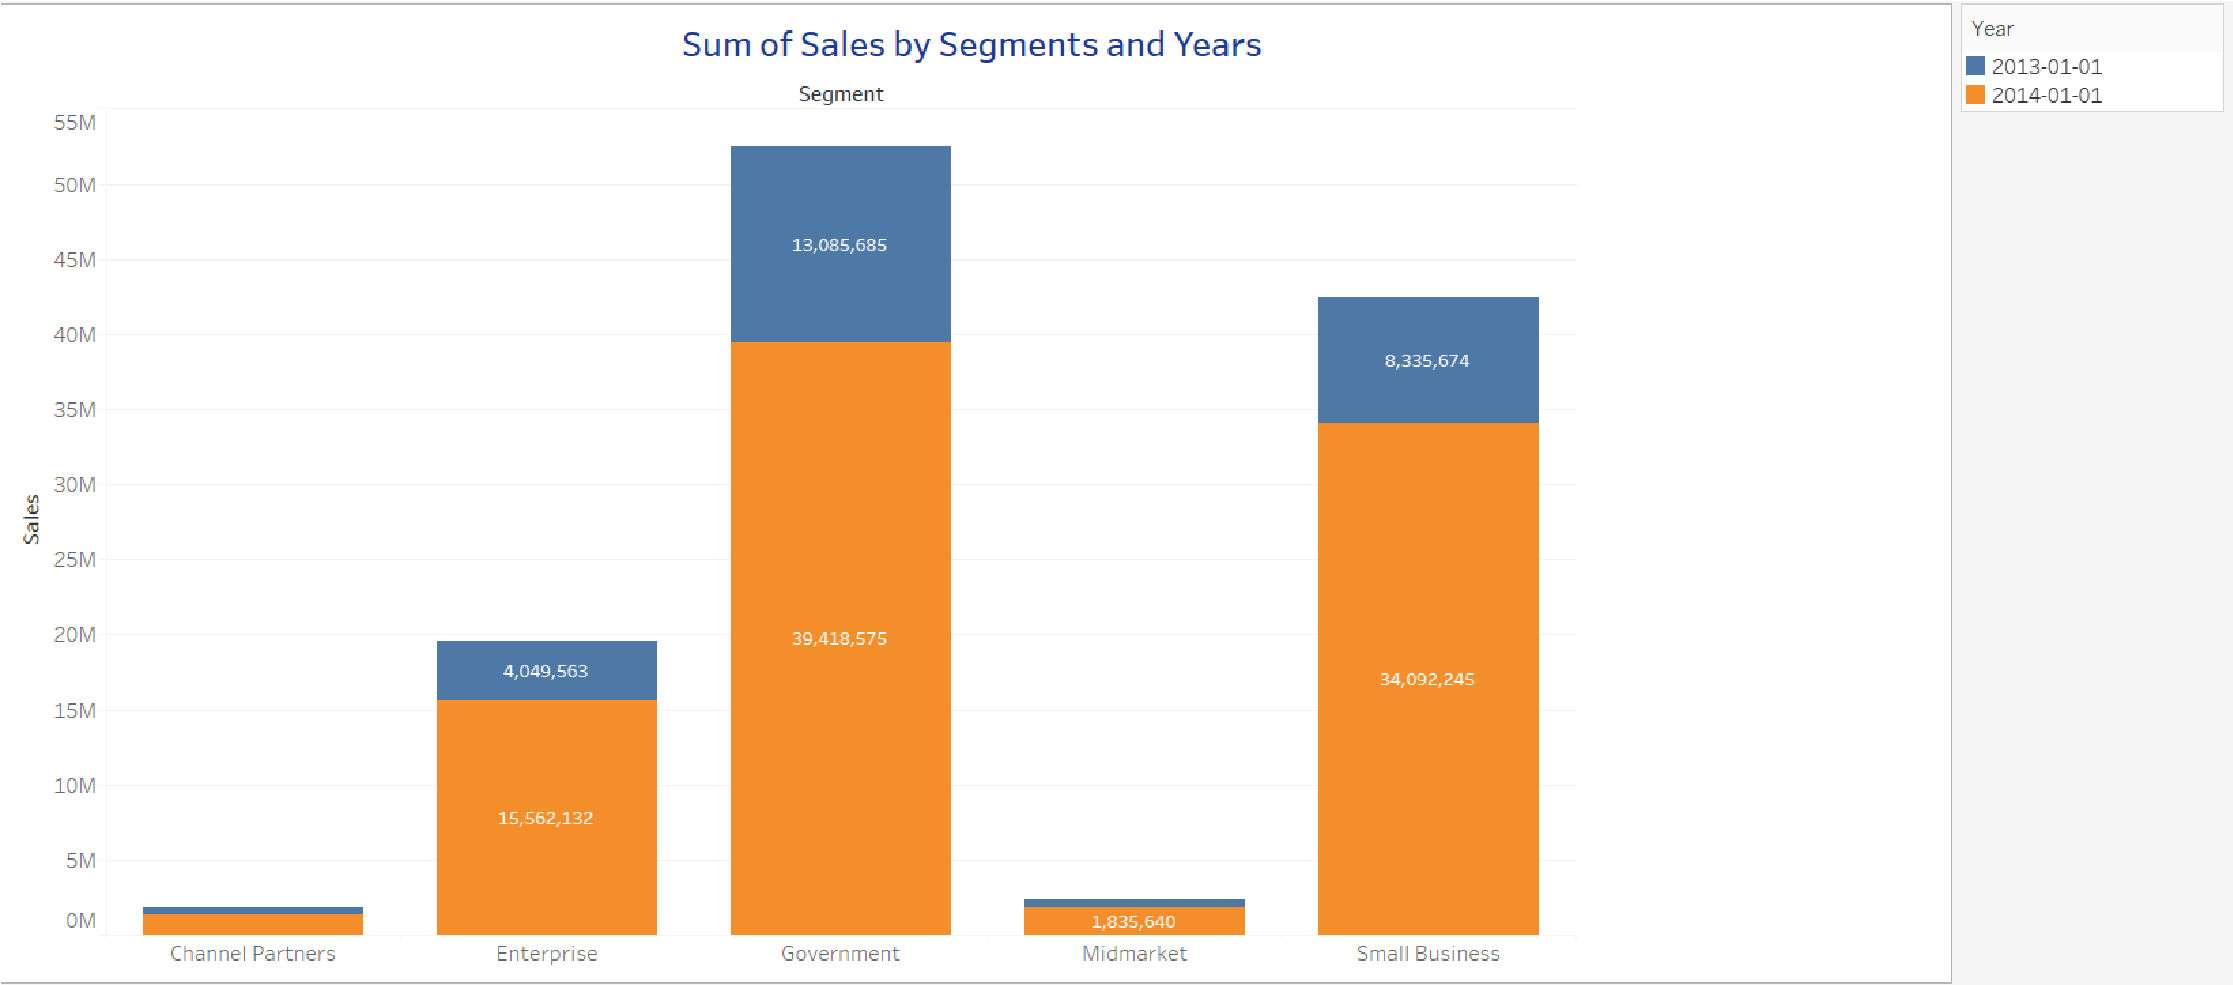 Sum of Sales by Segments and Years
Segment
Year
2013-01-01
2014-01-01
Sales
55M
50M
45M
40M
35M
30M
25M
20M
15M
10M
5M
0M
13,085,685
8,335,674
39,418,575
4,049,563
34,092,245
15,562,132
1,835,640
Channel Partners
Enterprise
Government
Midmarket
Small Business